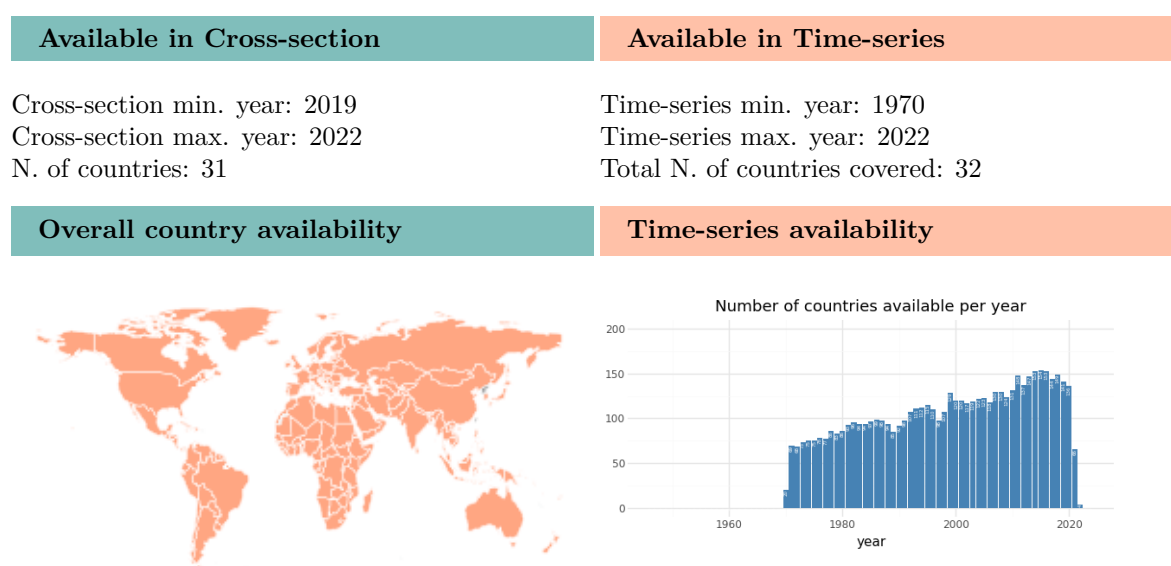 Available in Cross-section
Available in Time-series
Cross-section min. year: 2019
Cross-section max. year: 2022
N. of countries: 31
Time-series min. year: 1970
Time-series max. year: 2022
Total N. of countries covered: 32
Overall country availability
Time-series availability
Number of countries available per year
200
150
100
50
0
1960
1980
2000
2020
year